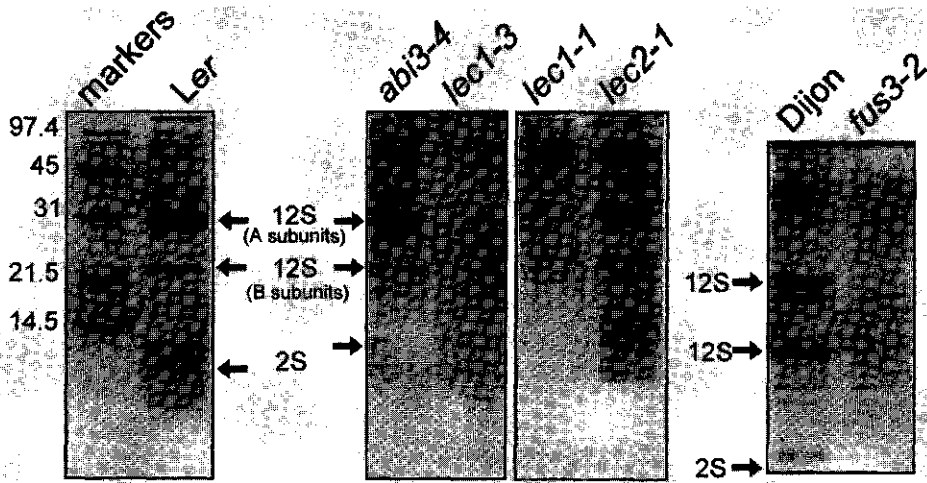 markers Ler abi3-4 lec1-3 lec1-1 lec2-1 Dijon fus3-2
97.4
45
31
21.5
14.5
12S
(A subunits)
12S
(B subunits)
2S
12S
12S
2S